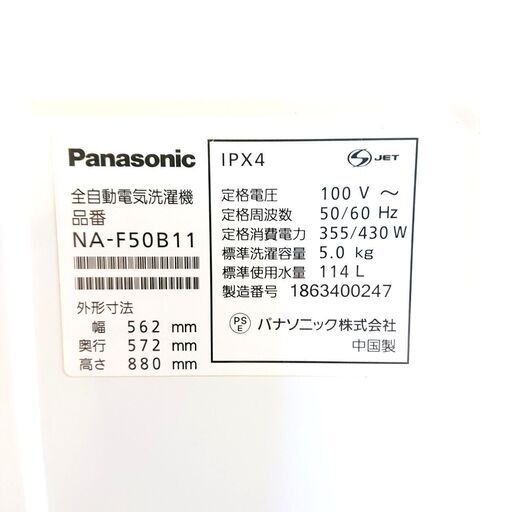 Panasonic
全自動電気洗濯機
品番
NA-F50B11
外形寸法
幅 562 mm
奥行 572 mm
高さ 880 mm
IPX4
S JET
定格電圧 100 V ～
定格周波数 50/60 Hz
定格消費電力 355/430 W
標準洗濯容量 5.0 kg
標準使用水量 114 L
製造番号 1863400247
PS E パナソニック株式会社
中国製